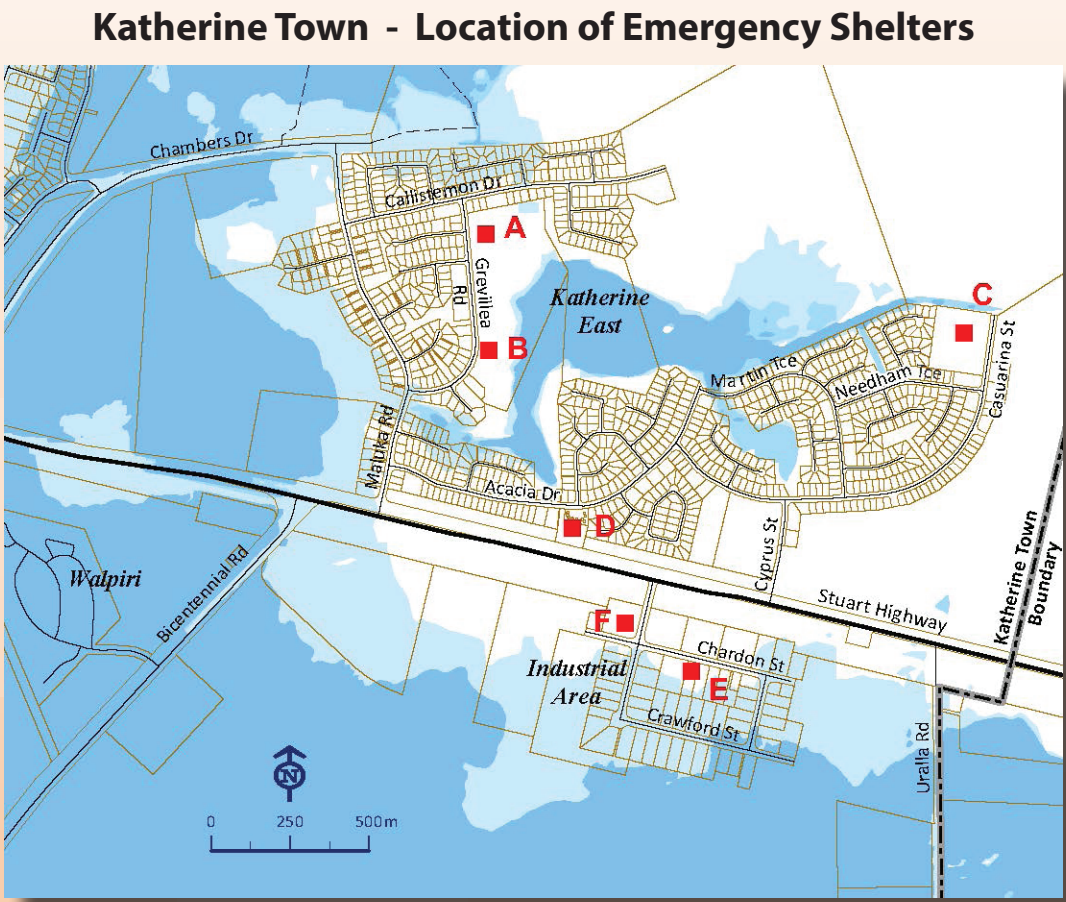 Katherine Town - Location of Emergency Shelters
Chambers Dr
Callistemon Dr
A
Grevillea
Rd
Katherine
East
B
C
Martin Tce
Needham Tce
Casuarina St
Maluka Rd
Acacia Dr
D
Cyprus St
Katherine Town
Boundary
Walpiri
Bicentennial Rd
Stuart Highway
F
Industrial
Area
Chardon St
E
Crawford St
Uralla Rd
N
0 250 500m